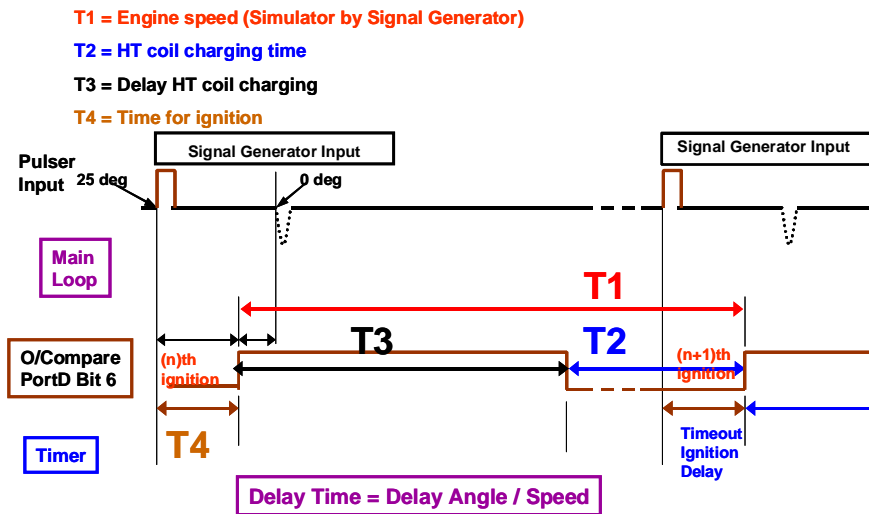 T1 = Engine speed (Simulator by Signal Generator)
T2 = HT coil charging time
T3 = Delay HT coil charging
T4 = Time for ignition
Signal Generator Input
Signal Generator Input
Pulser
Input
25 deg
0 deg
Main
Loop
T1
O/Compare
PortD Bit 6
(n)th
ignition
T3
T2
(n+1)th
ignition
Timer
T4
Timeout
Ignition
Delay
Delay Time = Delay Angle / Speed